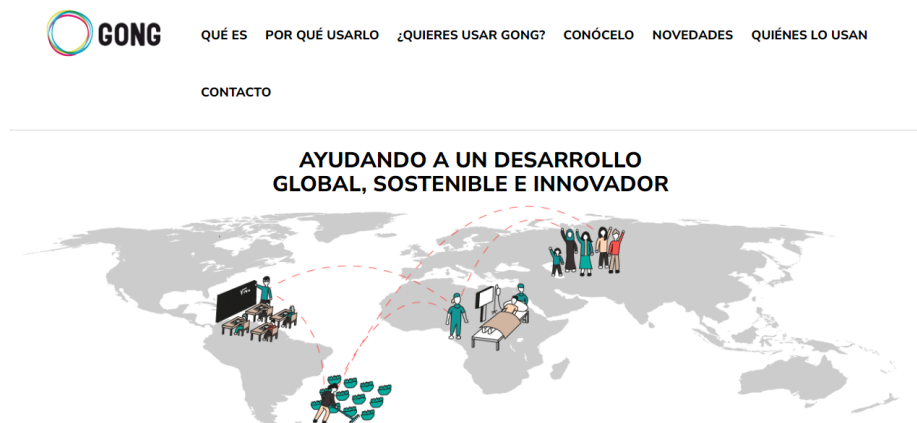 GONG
QUÉ ES POR QUÉ USARLO ¿QUIERES USAR GONG? CONÓCELO NOVEDADES QUIÉNES LO USAN
CONTACTO
AYUDANDO A UN DESARROLLO
GLOBAL, SOSTENIBLE E INNOVADOR